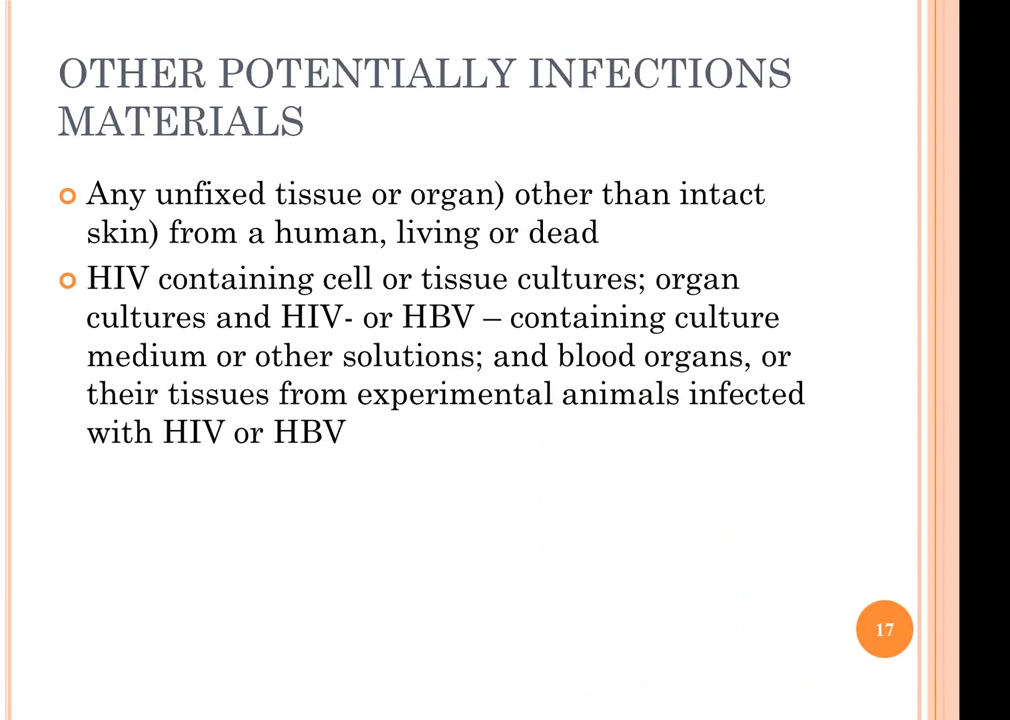 OTHER POTENTIALLY INFECTIONS
MATERIALS
Any unfixed tissue or organ) other than intact
skin) from a human, living or dead
HIV containing cell or tissue cultures; organ
cultures and HIV- or HBV – containing culture
medium or other solutions; and blood organs, or
their tissues from experimental animals infected
with HIV or HBV
17